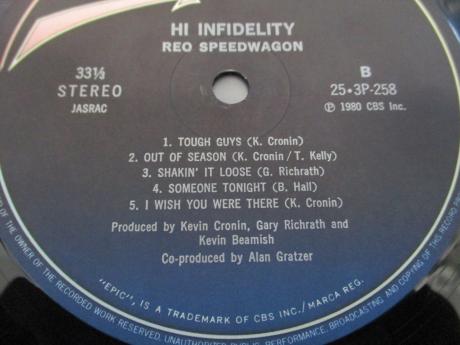 HI INFIDELITY
REO SPEEDWAGON
33⅓
STEREO
JASRAC
B
25・3P-258
℗ 1980 CBS Inc.
1. TOUGH GUYS (K. Cronin)
2. OUT OF SEASON (K. Cronin / T. Kelly)
3. SHAKIN' IT LOOSE (G. Richrath)
4. SOMEONE TONIGHT (B. Hall)
5. I WISH YOU WERE THERE (K. Cronin)
Produced by Kevin Cronin, Gary Richrath and
Kevin Beamish
Co-produced by Alan Gratzer
"EPIC", IS A TRADEMARK OF CBS INC./MARCA REG.
OWNER OF THE RECORDED WORK RESERVED. UNAUTHORIZED PUBLIC, PERFORMANCE, BROADCASTING AND COPYING OF THIS